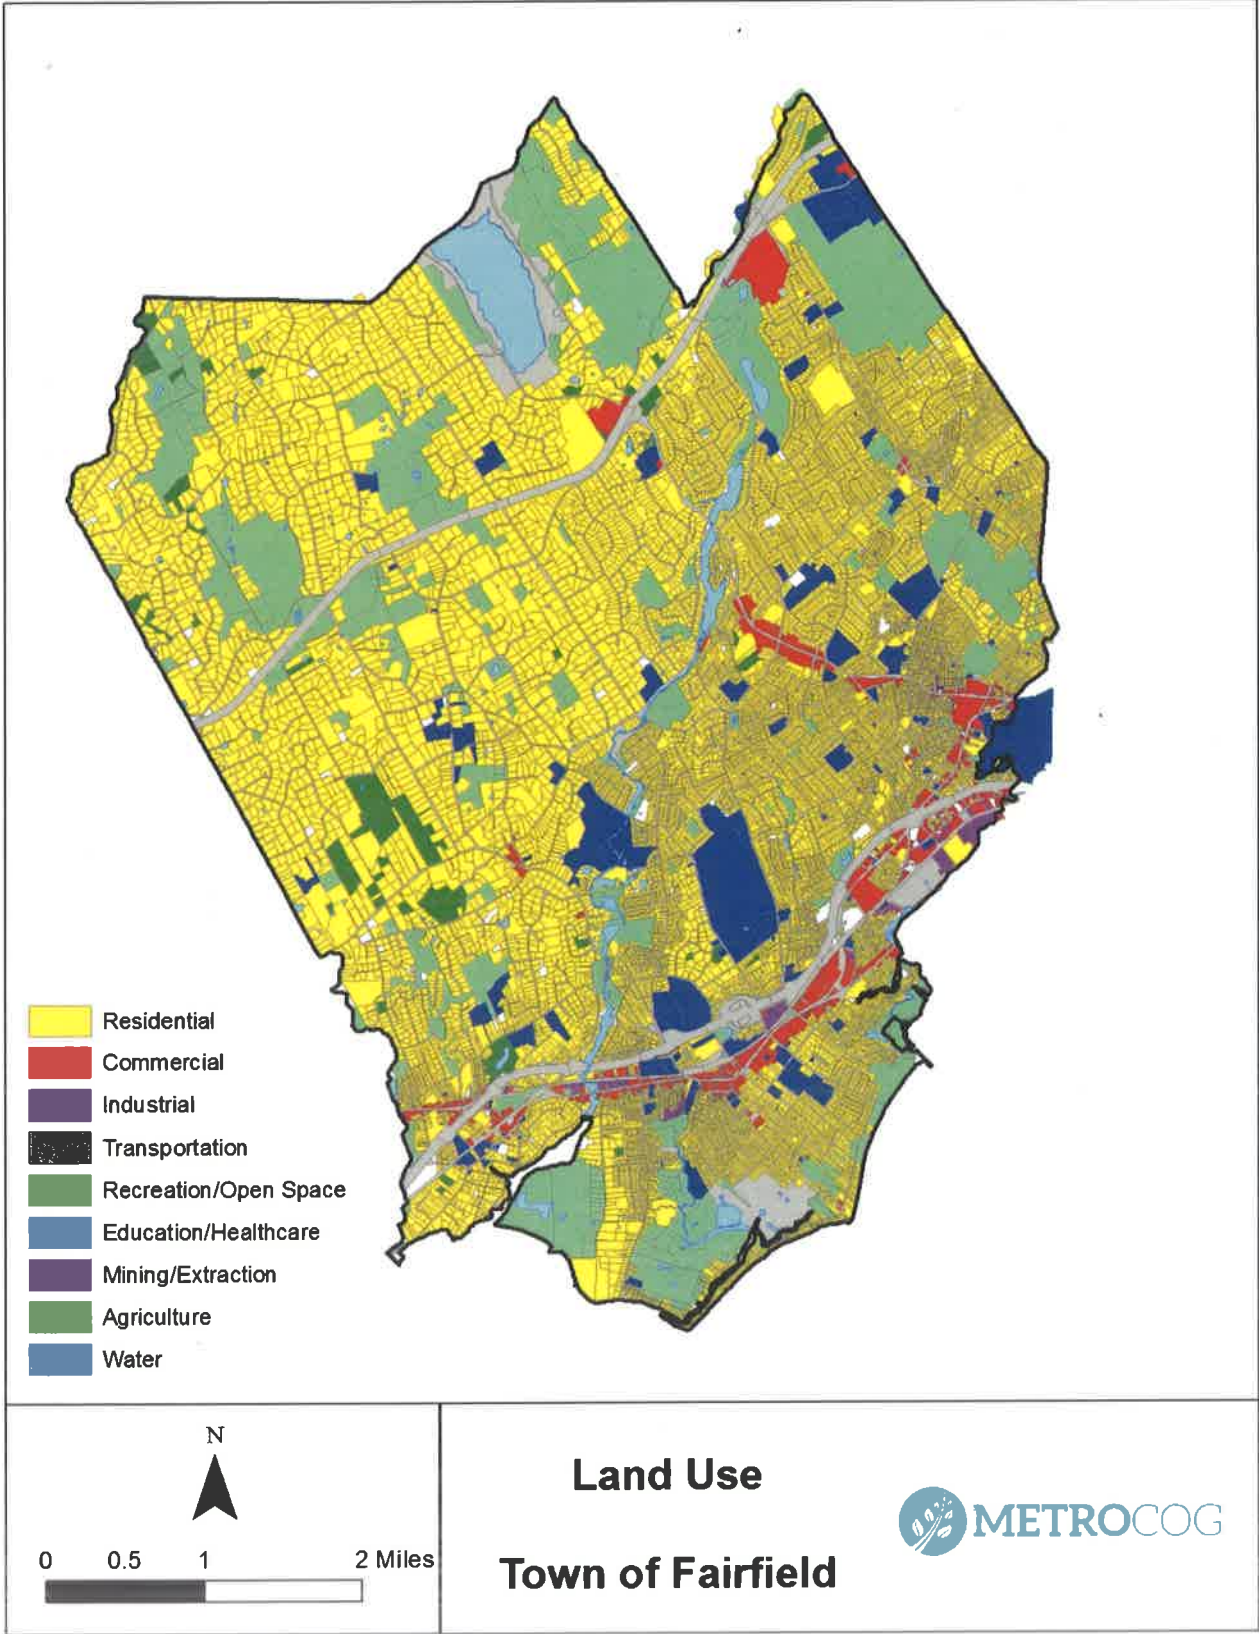 Residential
Commercial
Industrial
Transportation
Recreation/Open Space
Education/Healthcare
Mining/Extraction
Agriculture
Water
N
0 0.5 1 2 Miles
Land Use
Town of Fairfield
METROCOG